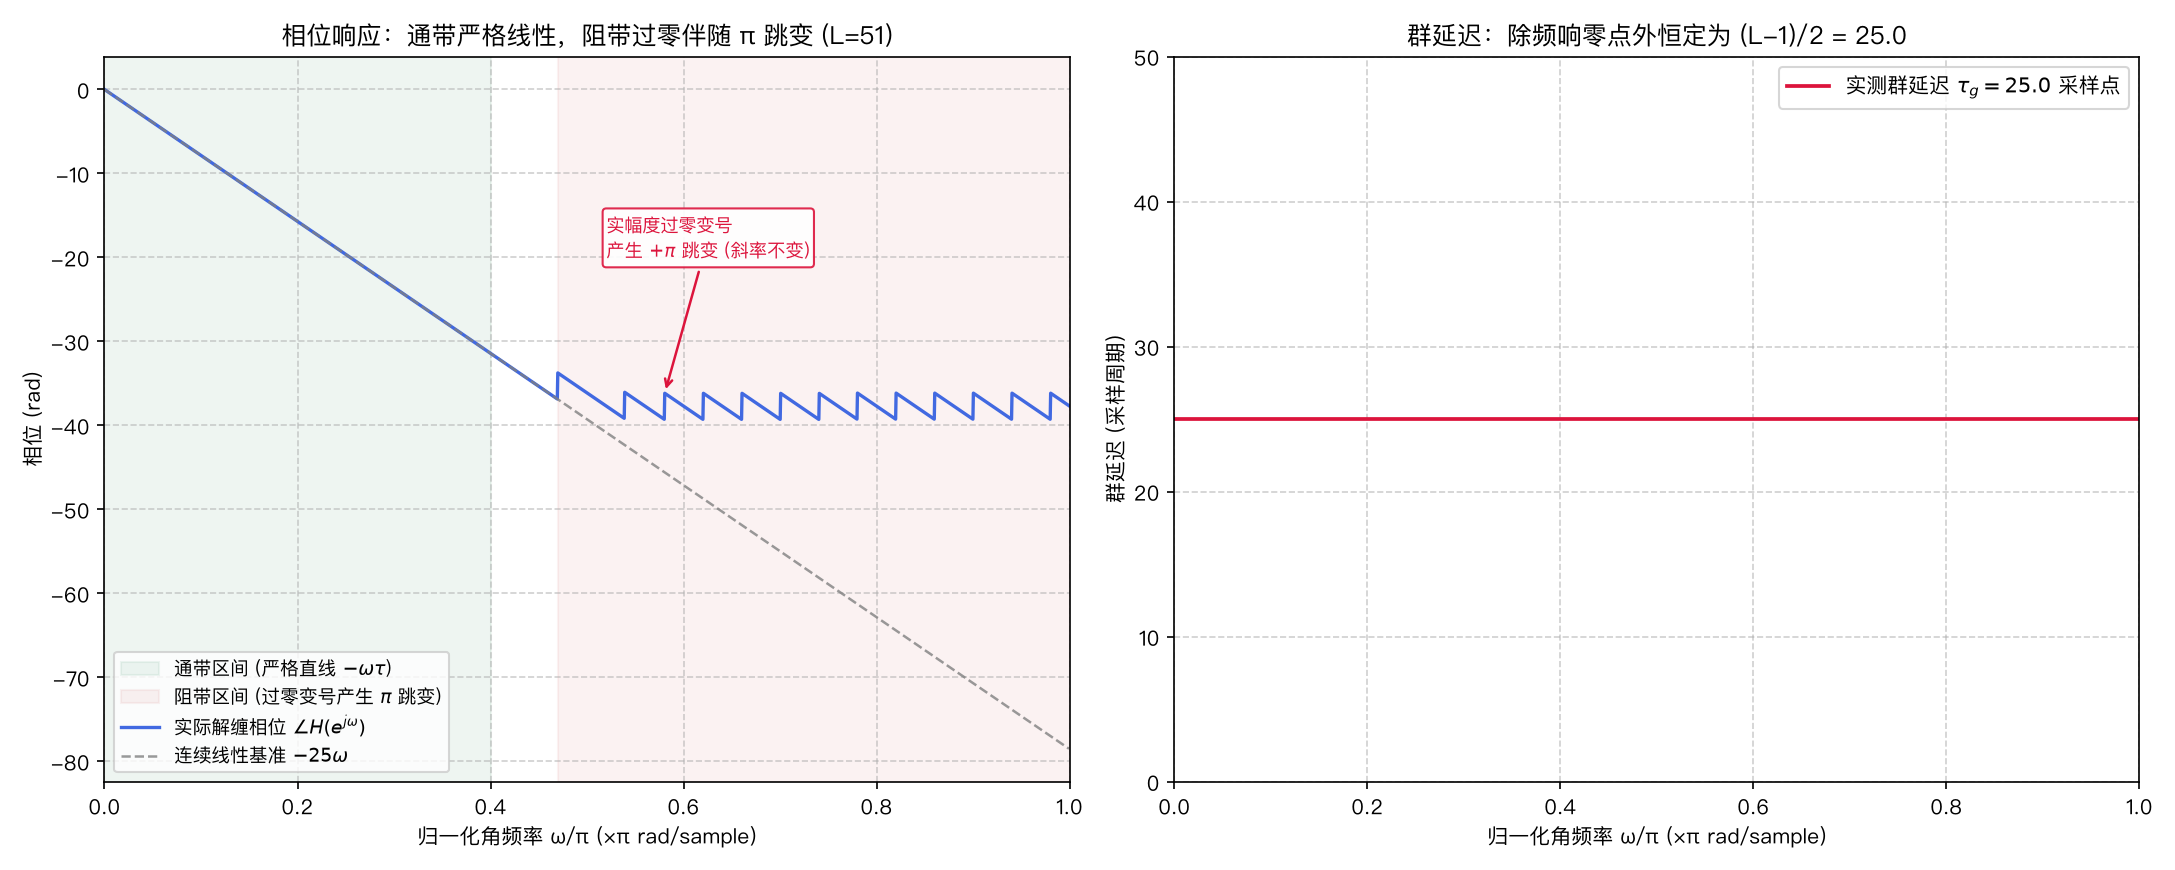 相位响应：通带严格线性，阻带过零伴随 π 跳变 (L=51)
0
−10
−20
−30
−40
−50
−60
−70
−80
相位 (rad)
实幅度过零变号
产生 +π 跳变 (斜率不变)
通带区间 (严格直线 −ωτ)
阻带区间 (过零变号产生 π 跳变)
实际解缠相位 ∠H(e^{jω})
连续线性基准 −25ω
0.0 0.2 0.4 0.6 0.8 1.0
归一化角频率 ω/π (×π rad/sample)
群延迟：除频响零点外恒定为 (L−1)/2 = 25.0
50
40
30
20
10
0
群延迟 (采样周期)
实测群延迟 τ_g = 25.0 采样点
0.0 0.2 0.4 0.6 0.8 1.0
归一化角频率 ω/π (×π rad/sample)